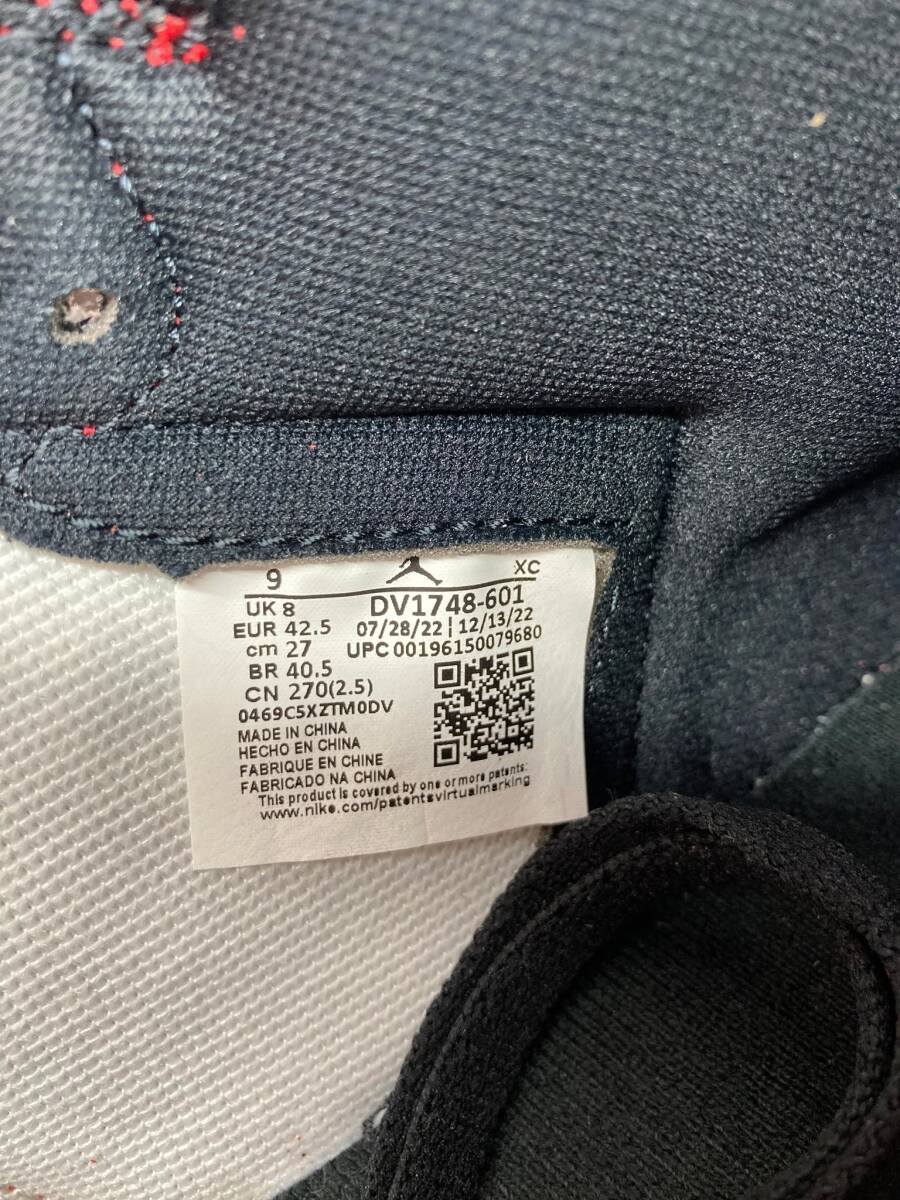 9 XC
UK 8 DV1748-601
EUR 42.5 07/28/22 | 12/13/22
cm 27 UPC 00196150079680
BR 40.5
CN 270(2.5)
0469C5XZTM0DV
MADE IN CHINA
HECHO EN CHINA
FABRIQUE EN CHINE
FABRICADO NA CHINA
This product is covered by one or more patents:
www.nike.com/patentsvirtualmarking